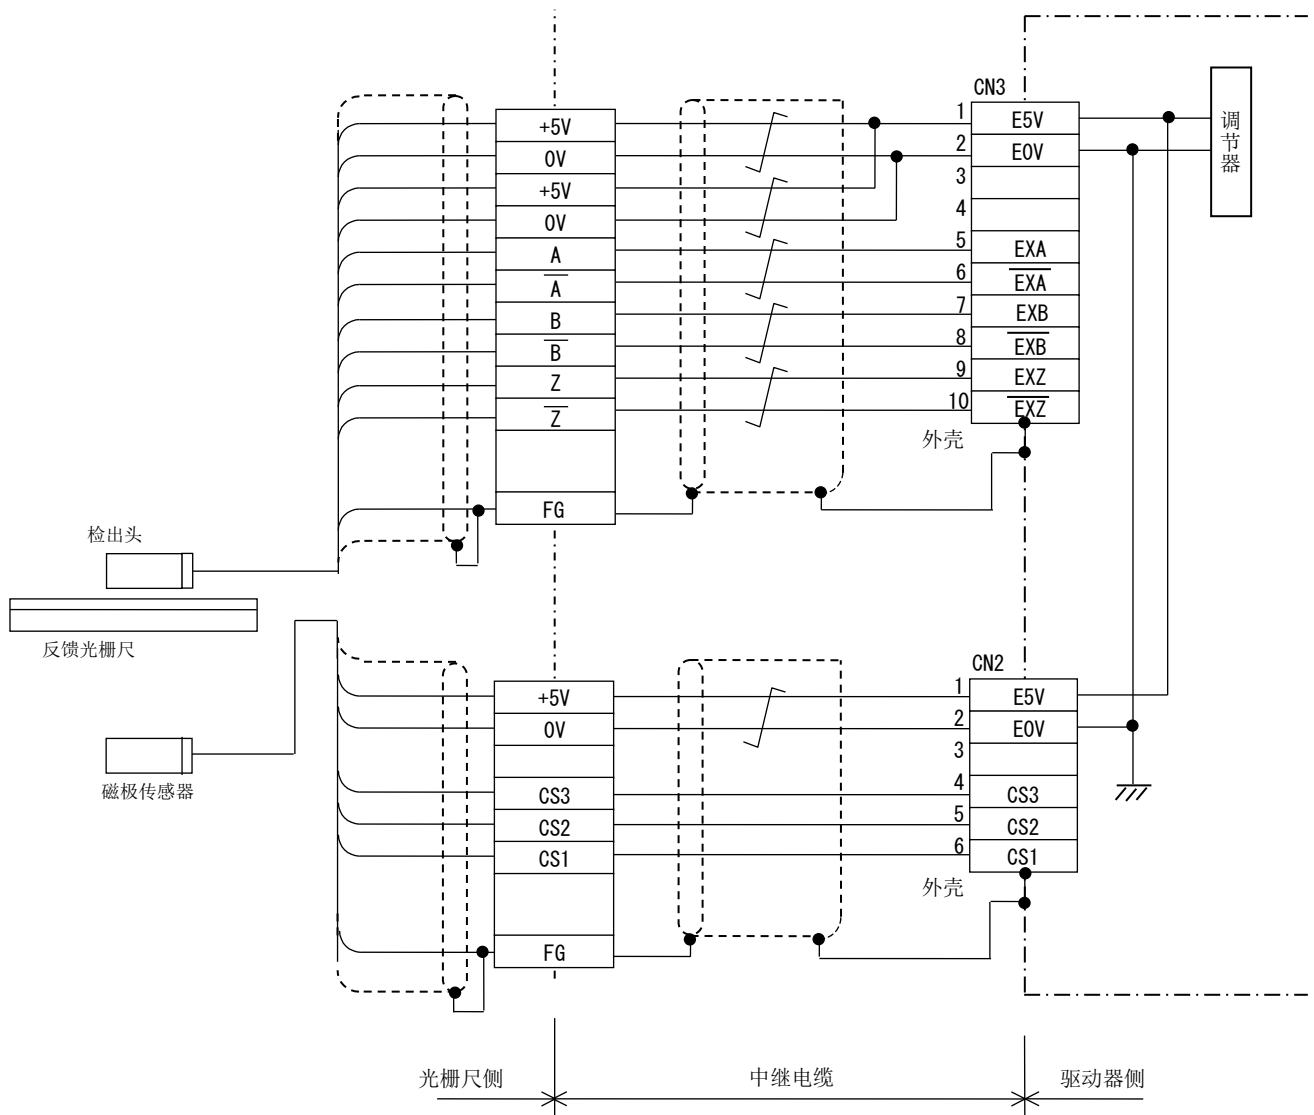 CN3
1
+5V
E5V
2
0V
E0V
3
+5V
4
0V
5
A
EXA
6
A̅
E̅X̅A̅
7
B
EXB
8
B̅
E̅X̅B̅
9
Z
EXZ
10
Z̅
E̅X̅Z̅
外壳
FG
调节器
检出头
反馈光栅尺
磁极传感器
CN2
1
+5V
E5V
2
0V
E0V
3
4
CS3
CS3
5
CS2
CS2
6
CS1
CS1
外壳
FG
光栅尺侧
中继电缆
驱动器侧